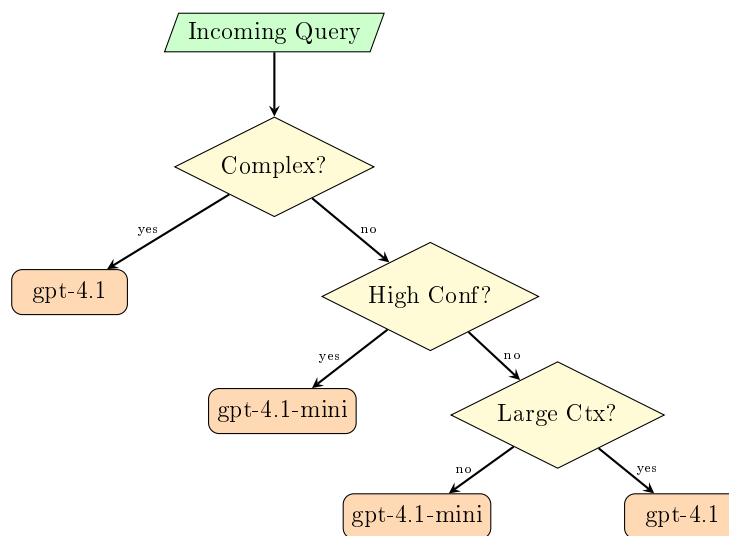 Incoming Query
Complex?
yes
no
gpt-4.1
High Conf?
yes
no
gpt-4.1-mini
Large Ctx?
no
yes
gpt-4.1-mini
gpt-4.1